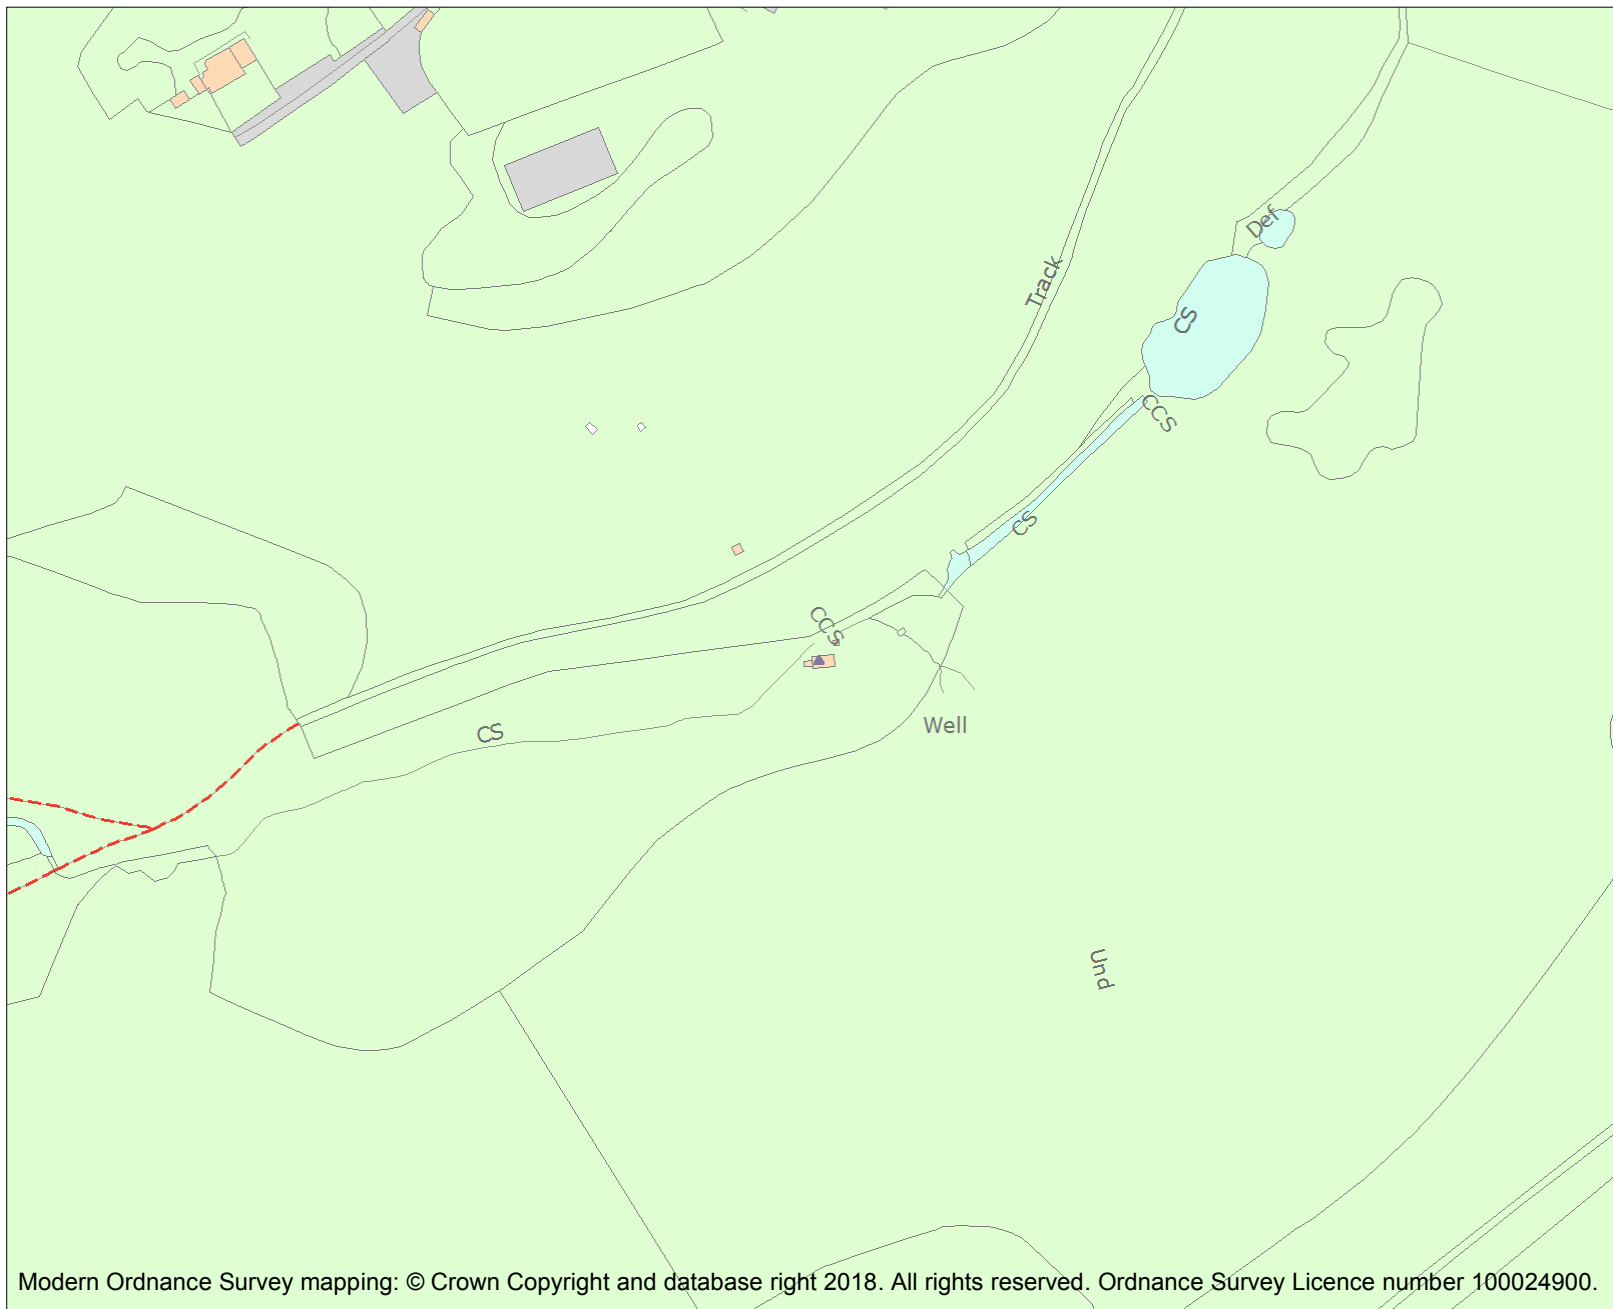 Def
Track
CS
CCS
CS
CCS
Well
CS
Und
Modern Ordnance Survey mapping: © Crown Copyright and database right 2018. All rights reserved. Ordnance Survey Licence number 100024900.